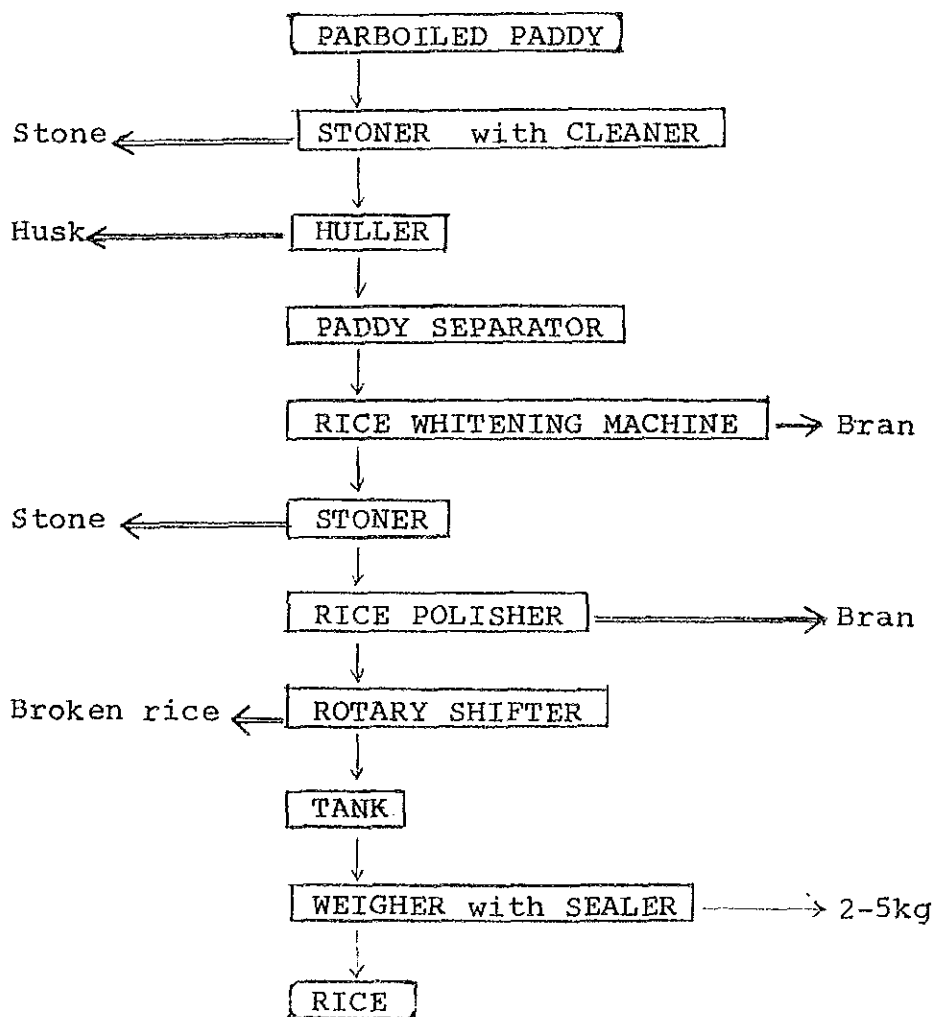 PARBOILED PADDY
Stone STONER with CLEANER
Husk HULLER
PADDY SEPARATOR
RICE WHITENING MACHINE Bran
Stone STONER
RICE POLISHER Bran
Broken rice ROTARY SHIFTER
TANK
WEIGHER with SEALER 2-5kg
RICE